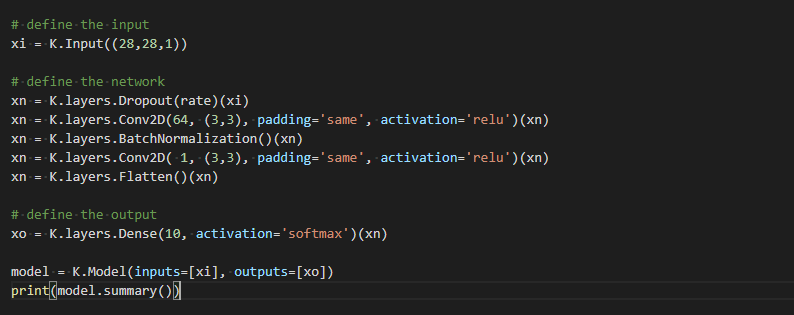 # define the input
xi = K.Input((28,28,1))
# define the network
xn = K.layers.Dropout(rate)(xi)
xn = K.layers.Conv2D(64, (3,3), padding='same', activation='relu')(xn)
xn = K.layers.BatchNormalization()(xn)
xn = K.layers.Conv2D( 1, (3,3), padding='same', activation='relu')(xn)
xn = K.layers.Flatten()(xn)
# define the output
xo = K.layers.Dense(10, activation='softmax')(xn)
model = K.Model(inputs=[xi], outputs=[xo])
print(model.summary())